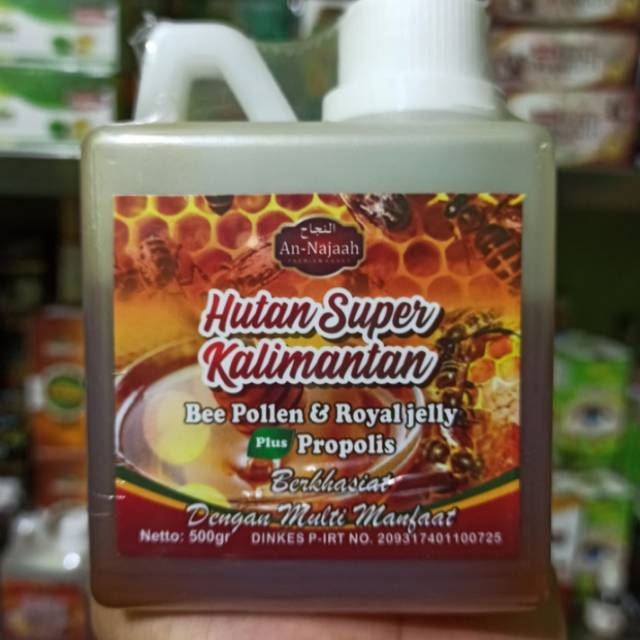 النجاح
An-Najaah
Hutan Super
Kalimantan
Bee Pollen & Royal jelly
Plus Propolis
Berkhasiat
Dengan Multi Manfaat
Netto: 500gr DINKES P-IRT NO. 209317401100725